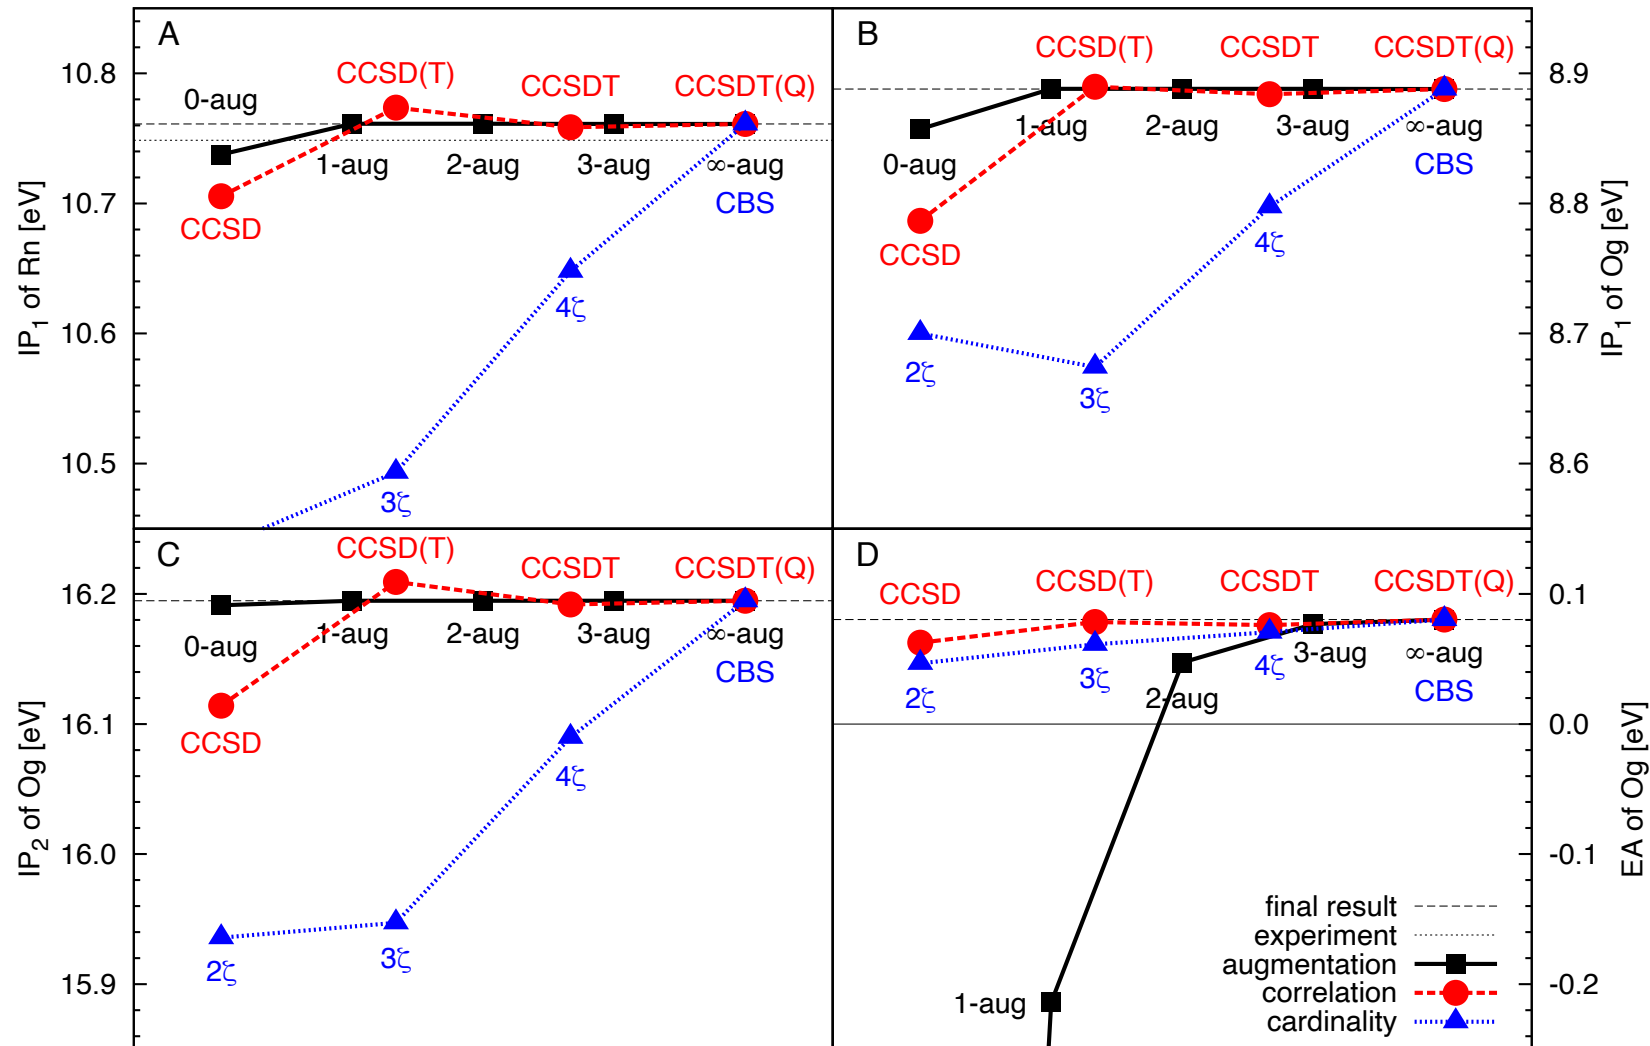 A
10.8
10.7
10.6
10.5
IP1 of Rn [eV]
0-aug
1-aug
2-aug
3-aug
∞-aug
CCSD
CCSD(T)
CCSDT
CCSDT(Q)
3ζ
4ζ
CBS
B
8.9
8.8
8.7
8.6
IP1 of Og [eV]
0-aug
1-aug
2-aug
3-aug
∞-aug
CCSD
CCSD(T)
CCSDT
CCSDT(Q)
2ζ
3ζ
4ζ
CBS
C
16.2
16.1
16.0
15.9
IP2 of Og [eV]
0-aug
1-aug
2-aug
3-aug
∞-aug
CCSD
CCSD(T)
CCSDT
CCSDT(Q)
2ζ
3ζ
4ζ
CBS
D
0.1
0.0
-0.1
-0.2
EA of Og [eV]
1-aug
2-aug
3-aug
∞-aug
CCSD
CCSD(T)
CCSDT
CCSDT(Q)
2ζ
3ζ
4ζ
CBS
final result
experiment
augmentation
correlation
cardinality